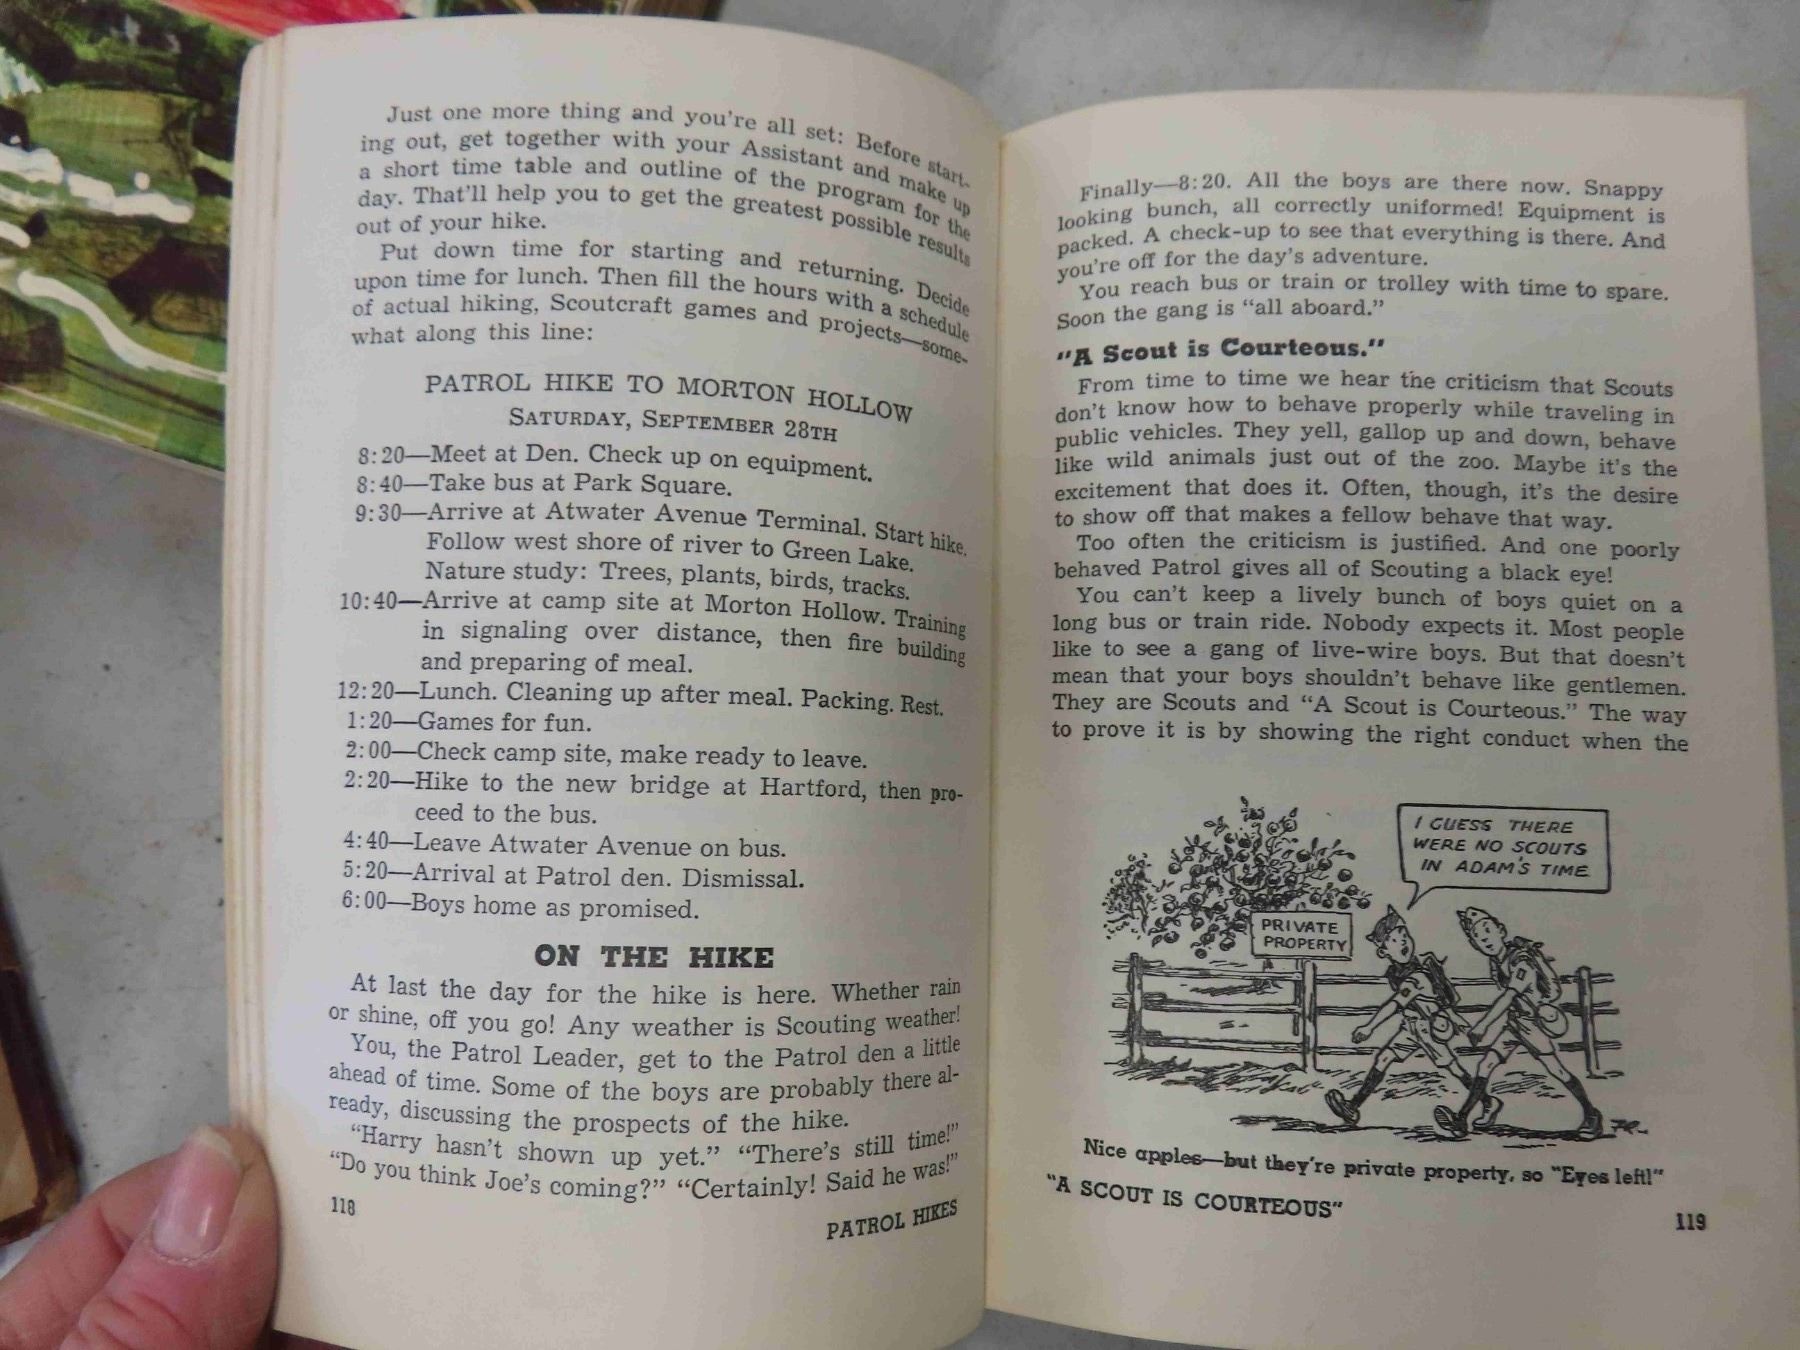 Just one more thing and you're all set: Before start-
ing out, get together with your Assistant and make up
a short time table and outline of the program for the
day. That'll help you to get the greatest possible results
out of your hike.
Put down time for starting and returning. Decide
upon time for lunch. Then fill the hours with a schedule
of actual hiking, Scoutcraft games and projects—some-
what along this line:
PATROL HIKE TO MORTON HOLLOW
SATURDAY, SEPTEMBER 28TH
8:20—Meet at Den. Check up on equipment.
8:40—Take bus at Park Square.
9:30—Arrive at Atwater Avenue Terminal. Start hike.
Follow west shore of river to Green Lake.
Nature study: Trees, plants, birds, tracks.
10:40—Arrive at camp site at Morton Hollow. Training
in signaling over distance, then fire building
and preparing of meal.
12:20—Lunch. Cleaning up after meal. Packing. Rest.
1:20—Games for fun.
2:00—Check camp site, make ready to leave.
2:20—Hike to the new bridge at Hartford, then pro-
ceed to the bus.
4:40—Leave Atwater Avenue on bus.
5:20—Arrival at Patrol den. Dismissal.
6:00—Boys home as promised.
ON THE HIKE
At last the day for the hike is here. Whether rain
or shine, off you go! Any weather is Scouting weather!
You, the Patrol Leader, get to the Patrol den a little
ahead of time. Some of the boys are probably there al-
ready, discussing the prospects of the hike.
"Harry hasn't shown up yet." "There's still time!"
"Do you think Joe's coming?" "Certainly! Said he was!"
118
PATROL HIKES
Finally—8:20. All the boys are there now. Snappy
looking bunch, all correctly uniformed! Equipment is
packed. A check-up to see that everything is there. And
you're off for the day's adventure.
You reach bus or train or trolley with time to spare.
Soon the gang is "all aboard."
"A Scout is Courteous."
From time to time we hear the criticism that Scouts
don't know how to behave properly while traveling in
public vehicles. They yell, gallop up and down, behave
like wild animals just out of the zoo. Maybe it's the
excitement that does it. Often, though, it's the desire
to show off that makes a fellow behave that way.
Too often the criticism is justified. And one poorly
behaved Patrol gives all of Scouting a black eye!
You can't keep a lively bunch of boys quiet on a
long bus or train ride. Nobody expects it. Most people
like to see a gang of live-wire boys. But that doesn't
mean that your boys shouldn't behave like gentlemen.
They are Scouts and "A Scout is Courteous." The way
to prove it is by showing the right conduct when the
I GUESS THERE
WERE NO SCOUTS
IN ADAM'S TIME
PRIVATE
PROPERTY
Nice apples—but they're private property, so "Eyes left!"
"A SCOUT IS COURTEOUS"
119